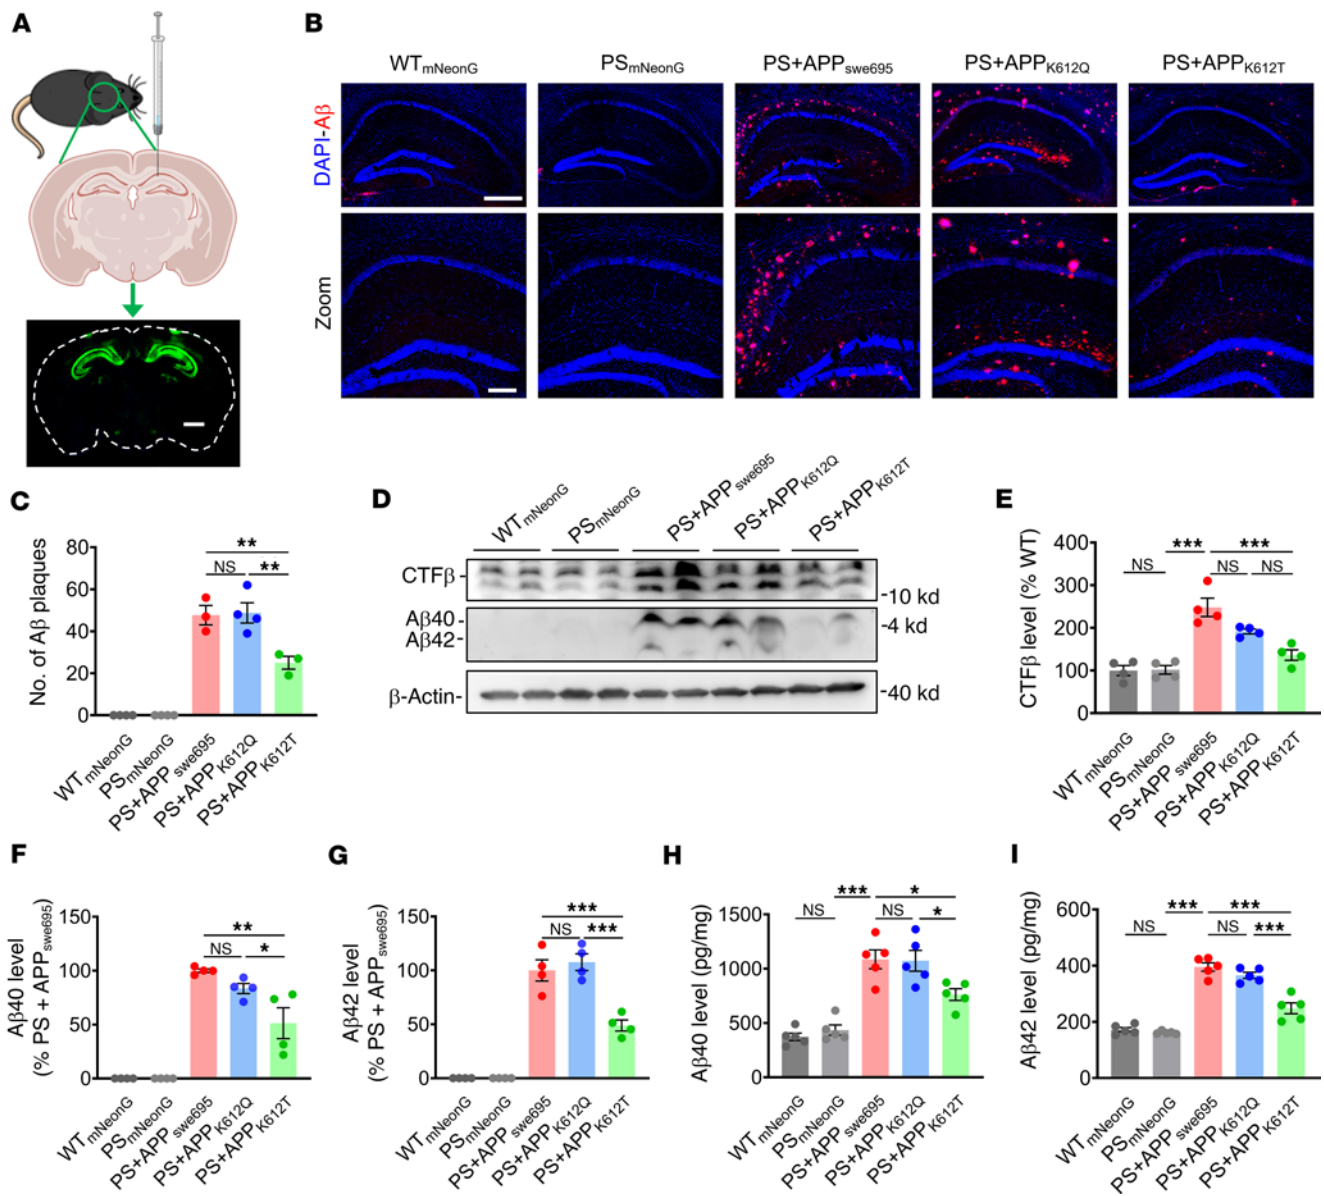 A
B
WTmNeonG
PSmNeonG
PS+APPswe695
PS+APPK612Q
PS+APPK612T
DAPI-Aβ
Zoom
C
No. of Aβ plaques
80
60
40
20
0
**
NS
**
WTmNeonG
PSmNeonG
PS+APPswe695
PS+APPK612Q
PS+APPK612T
D
WTmNeonG
PSmNeonG
PS+APPswe695
PS+APPK612Q
PS+APPK612T
CTFβ
-10 kd
Aβ40
-4 kd
Aβ42
β-Actin-
-40 kd
E
CTFβ level (% WT)
400
300
200
100
0
***
***
NS
NS
NS
WTmNeonG
PSmNeonG
PS+APPswe695
PS+APPK612Q
PS+APPK612T
F
Aβ40 level
(% PS + APPswe695)
150
100
50
0
**
NS
*
WTmNeonG
PSmNeonG
PS+APPswe695
PS+APPK612Q
PS+APPK612T
G
Aβ42 level
(% PS + APPswe695)
150
100
50
0
***
NS
***
WTmNeonG
PSmNeonG
PS+APPswe695
PS+APPK612Q
PS+APPK612T
H
Aβ40 level (pg/mg)
1500
1000
500
0
***
*
NS
NS
*
WTmNeonG
PSmNeonG
PS+APPswe695
PS+APPK612Q
PS+APPK612T
I
Aβ42 level (pg/mg)
600
400
200
0
***
***
NS
NS
***
WTmNeonG
PSmNeonG
PS+APPswe695
PS+APPK612Q
PS+APPK612T